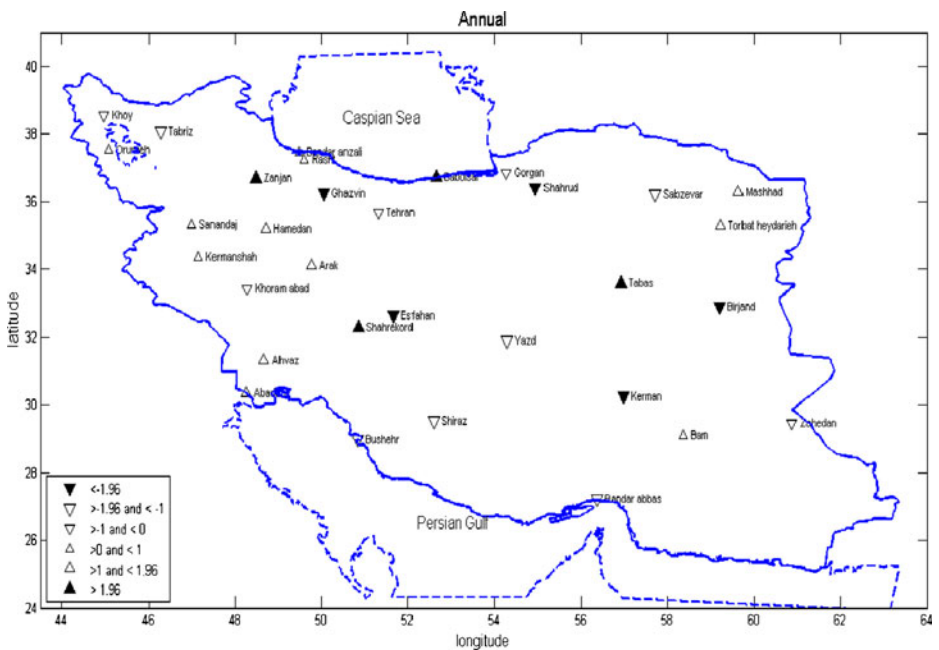 Annual
40
38
36
34
32
30
28
26
24
latitude
Caspian Sea
Khoy
Tabriz
Bandar anzali
Zanjan
Babolsar
Gorgan
Ghazvin
Shahrud
Sabzevar
Mashhad
Tehran
Sanandaj
Hamedan
Torbat heydarieh
Kermanshah
Arak
Khoram abad
Tabas
Birjand
Esfahan
Shahrekord
Yazd
Ahvaz
Kerman
Shiraz
Bam
Zahedan
Bushehr
Bandar abbas
Persian Gulf
<-1.96
>-1.96 and < -1
>-1 and < 0
>0 and < 1
>1 and < 1.96
> 1.96
44 46 48 50 52 54 56 58 60 62 64
longitude